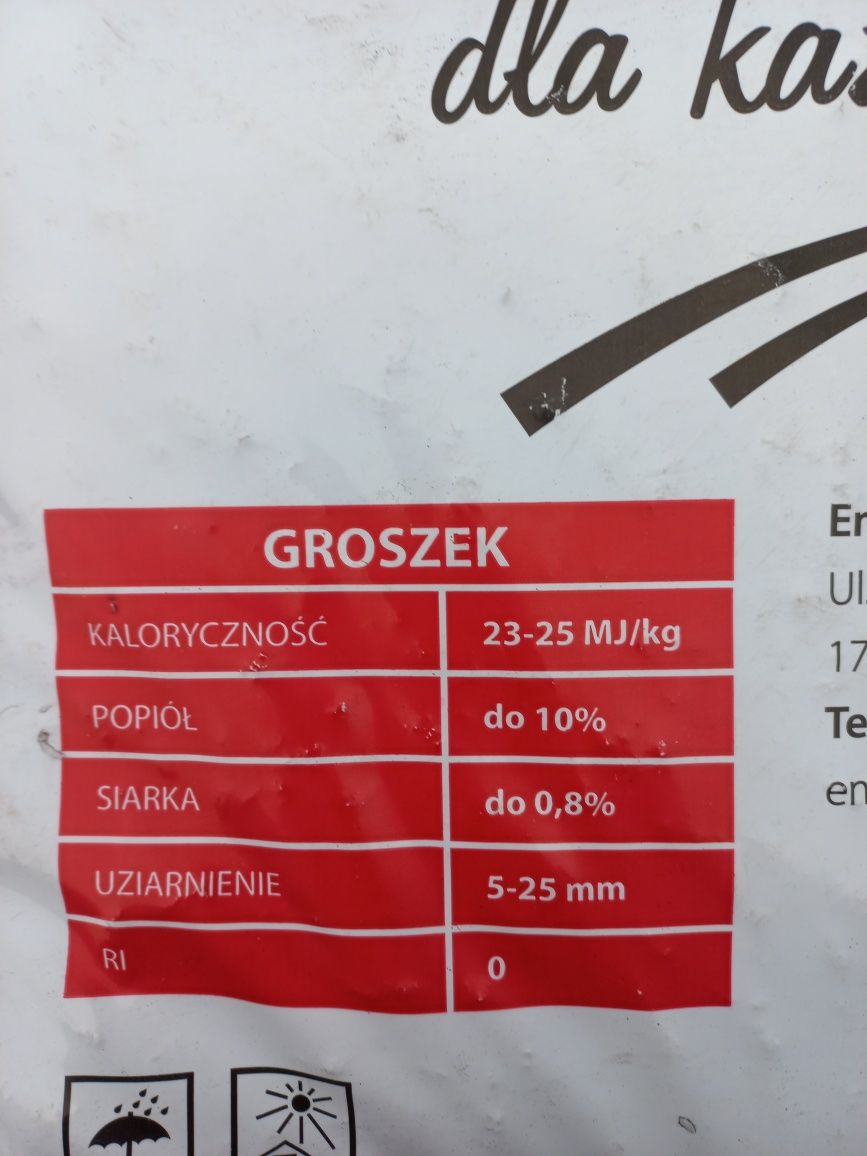 dla
GROSZEK
KALORYCZNOŚĆ 23-25 MJ/kg
POPIÓŁ do 10%
SIARKA do 0,8%
UZIARNIENIE 5-25 mm
RI 0
17